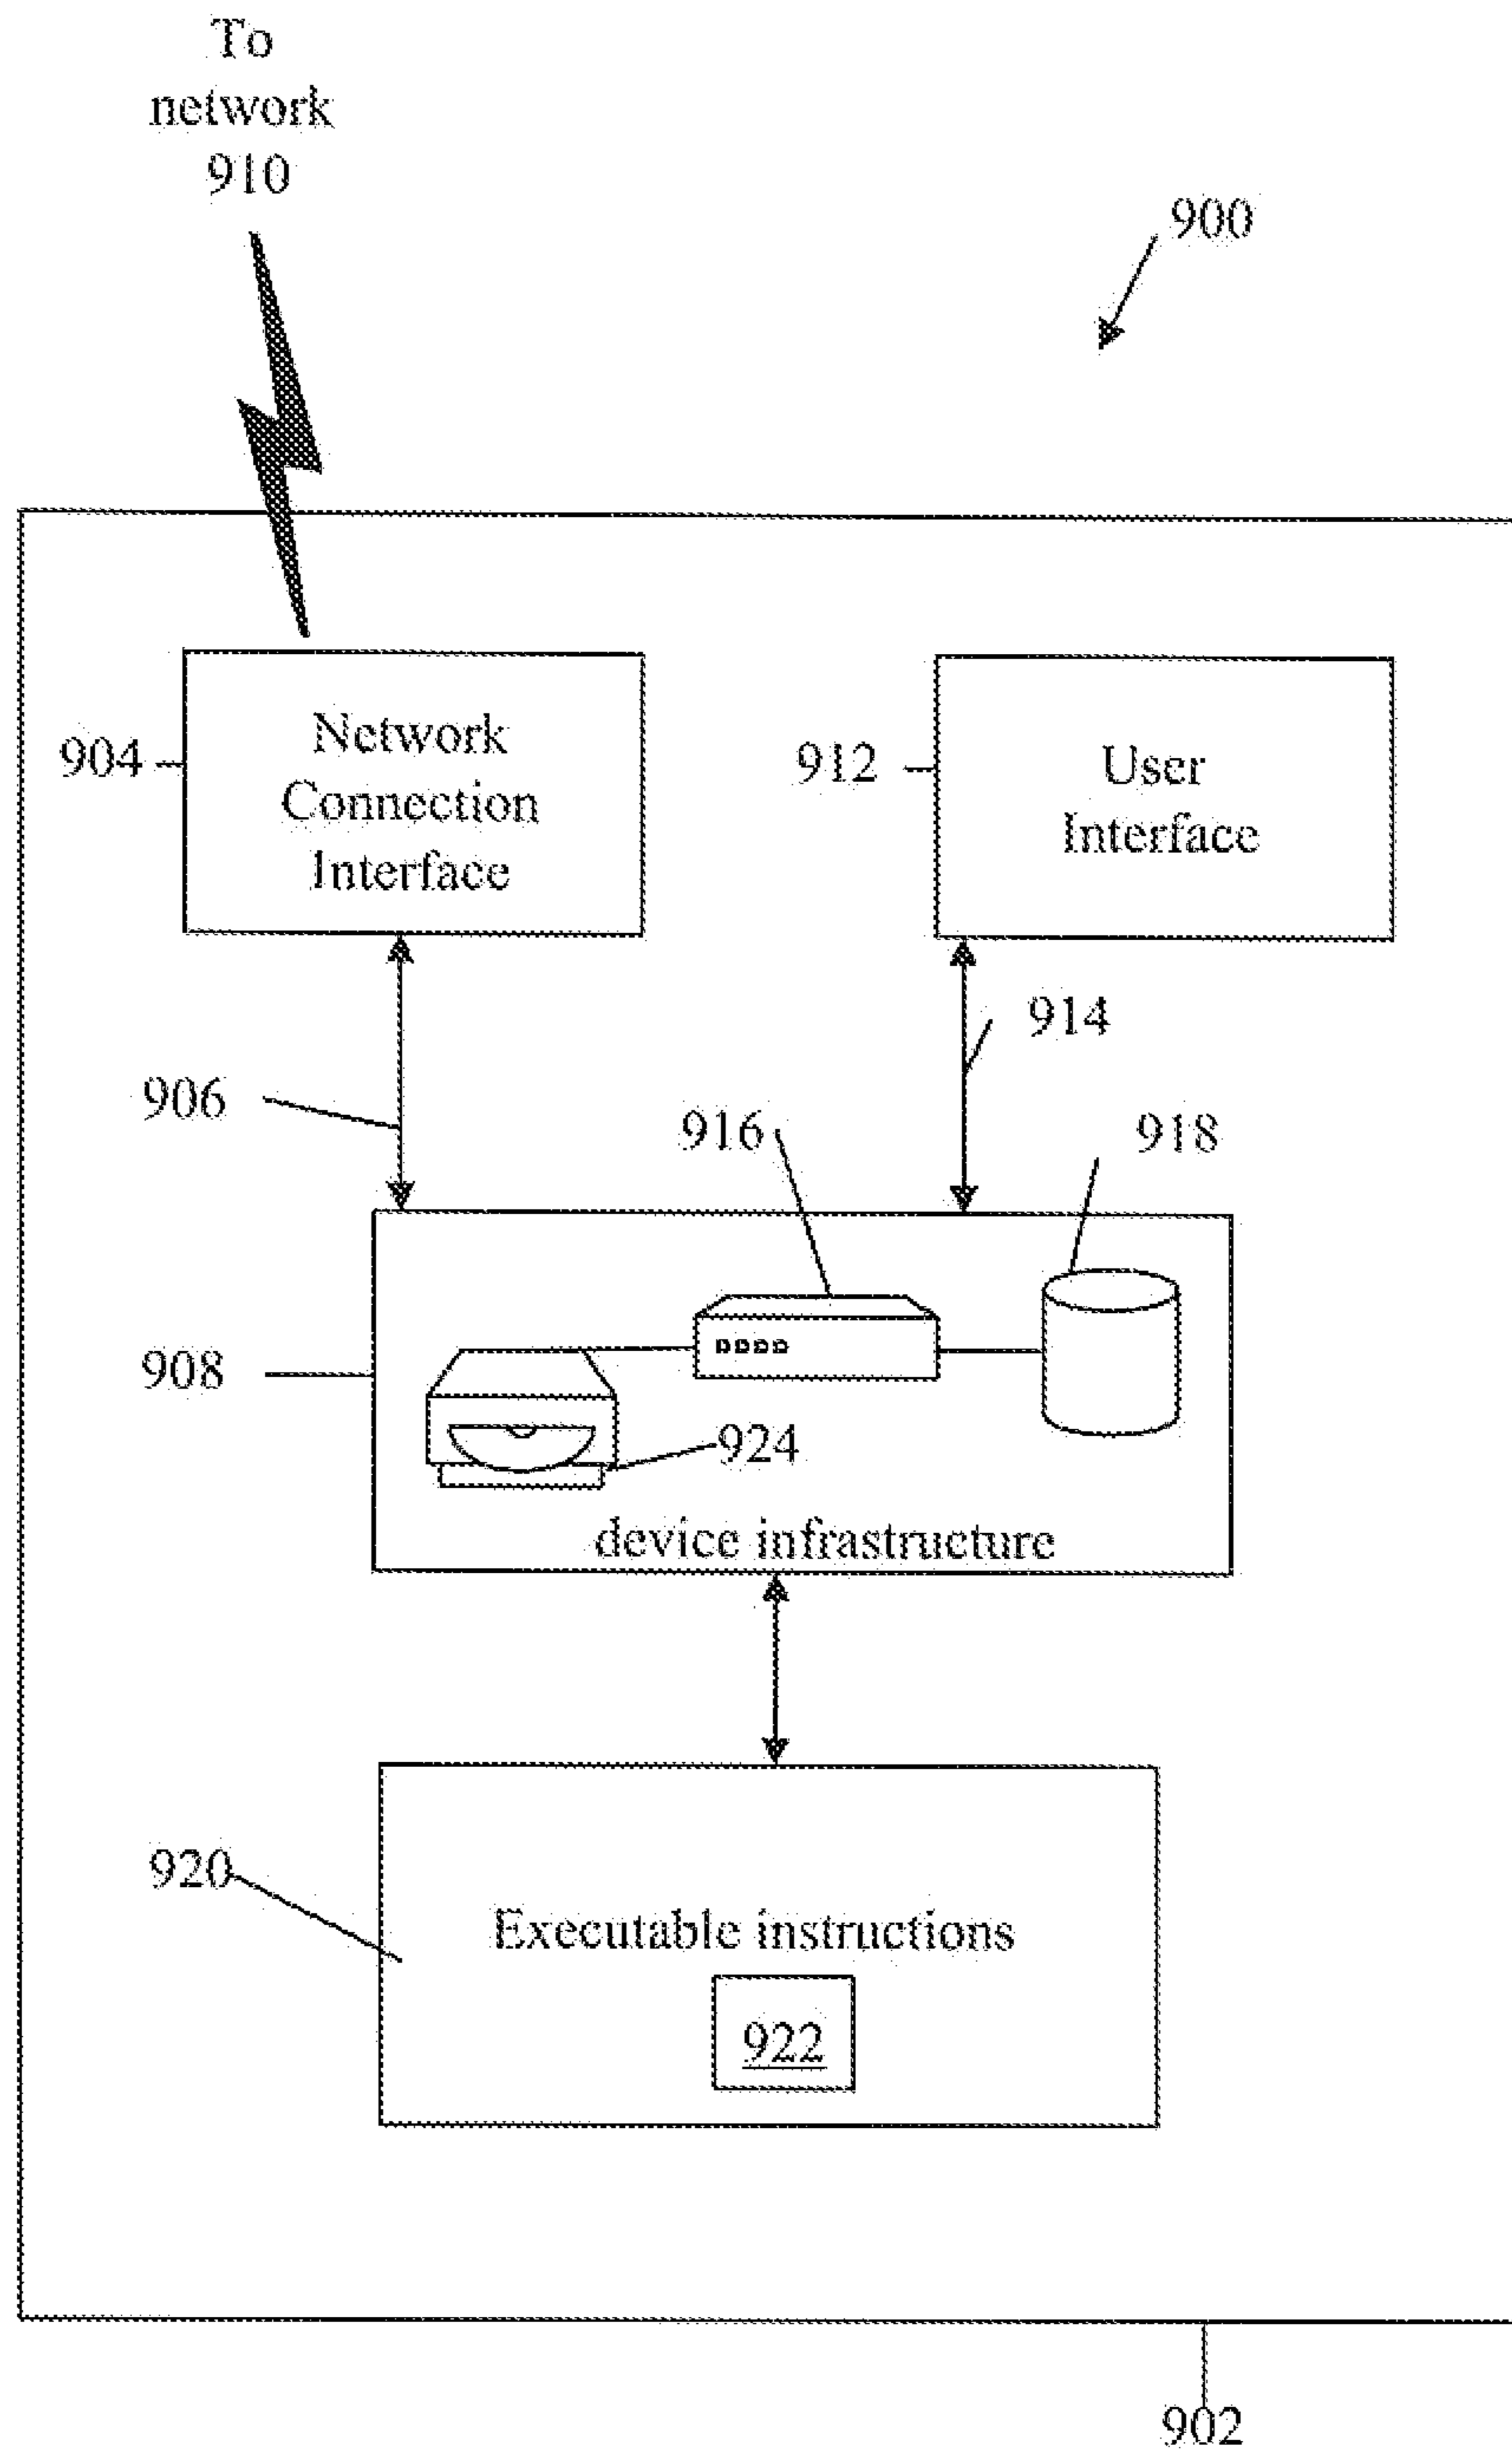 To
network
910
900
904
Network
Connection
Interface
912
User
Interface
914
906
916
918
908
924
device infrastructure
920
Executable instructions
922
902